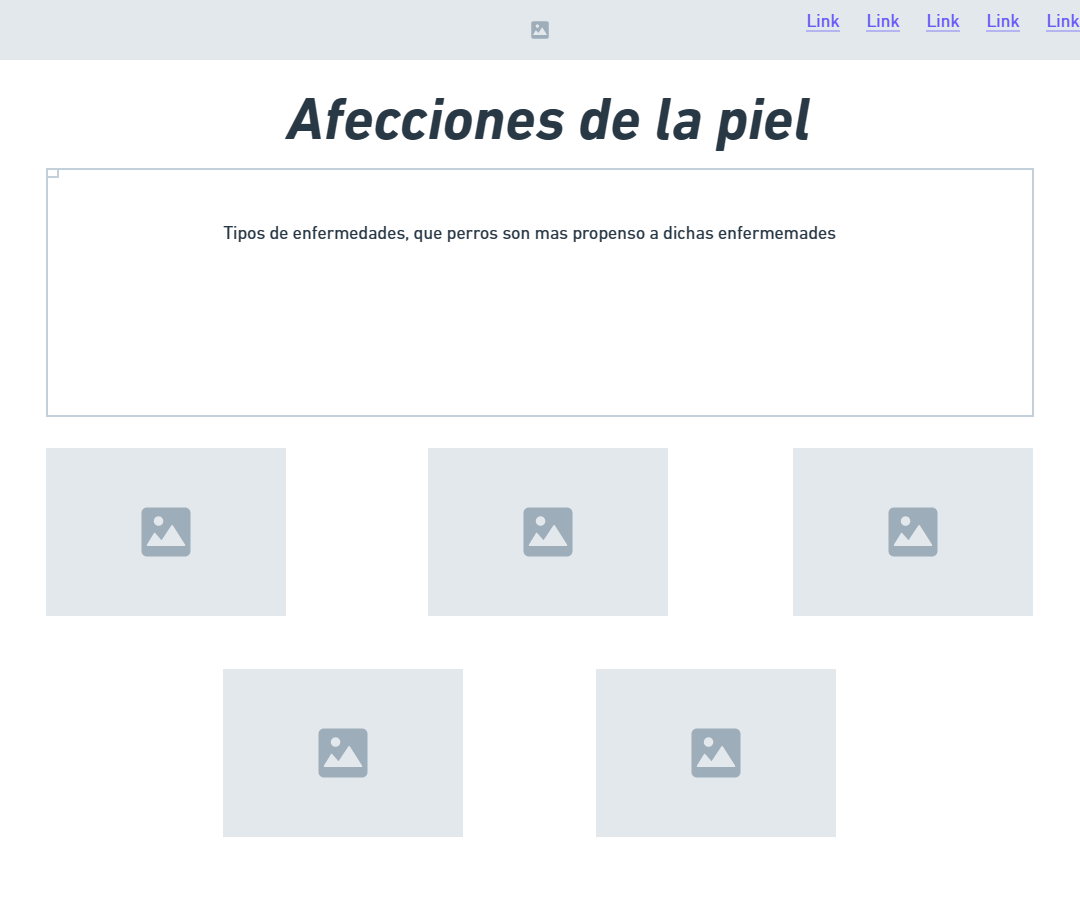 Link Link Link Link Link
Afecciones de la piel
Tipos de enfermedades, que perros son mas propenso a dichas enfermemades